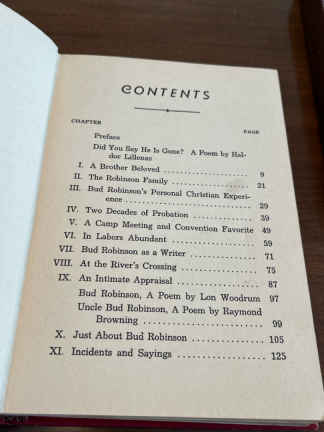 CONTENTS
CHAPTER PAGE
Preface
Did You Say He Is Gone? A Poem by Hal-
dor Lillenas
I. A Brother Beloved 9
II. The Robinson Family 21
III. Bud Robinson's Personal Christian Experi-
ence 29
IV. Two Decades of Probation 39
V. A Camp Meeting and Convention Favorite 49
VI. In Labors Abundant 59
VII. Bud Robinson as a Writer 71
VIII. At the River's Crossing 75
IX. An Intimate Appraisal 87
Bud Robinson, A Poem by Lon Woodrum 97
Uncle Bud Robinson, A Poem by Raymond
Browning 99
X. Just About Bud Robinson 105
XI. Incidents and Sayings 125